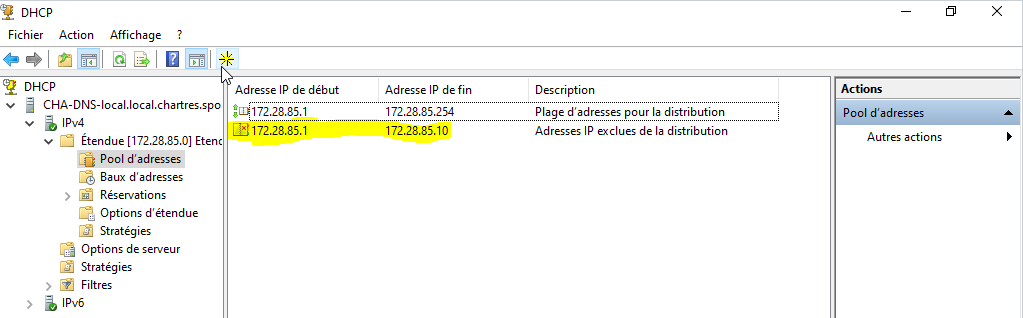 DHCP
Fichier Action Affichage ?
DHCP
CHA-DNS-local.local.chartres.spo
IPv4
Étendue [172.28.85.0] Etend
Pool d'adresses
Baux d'adresses
Réservations
Options d'étendue
Stratégies
Options de serveur
Stratégies
Filtres
IPv6
Adresse IP de début Adresse IP de fin Description
172.28.85.1 172.28.85.254 Plage d'adresses pour la distribution
172.28.85.1 172.28.85.10 Adresses IP exclues de la distribution
Actions
Pool d'adresses
Autres actions